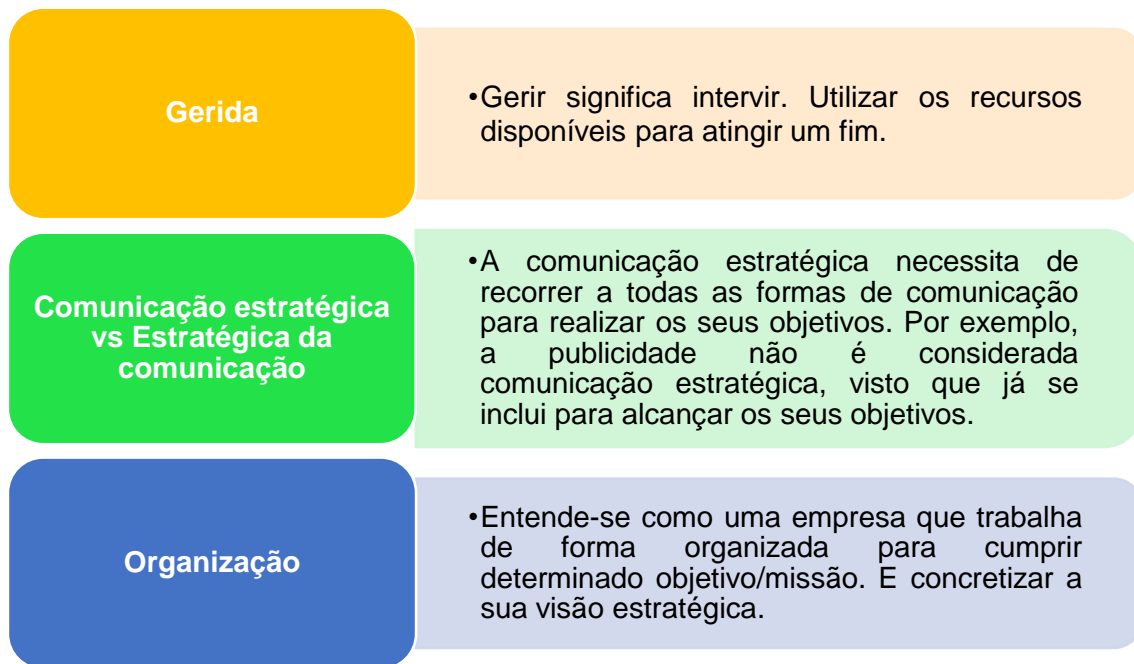 Gerida
•Gerir significa intervir. Utilizar os recursos
disponíveis para atingir um fim.
Comunicação estratégica
vs Estratégica da
comunicação
•A comunicação estratégica necessita de
recorrer a todas as formas de comunicação
para realizar os seus objetivos. Por exemplo,
a publicidade não é considerada
comunicação estratégica, visto que já se
inclui para alcançar os seus objetivos.
Organização
•Entende-se como uma empresa que trabalha
de forma organizada para cumprir
determinado objetivo/missão. E concretizar a
sua visão estratégica.